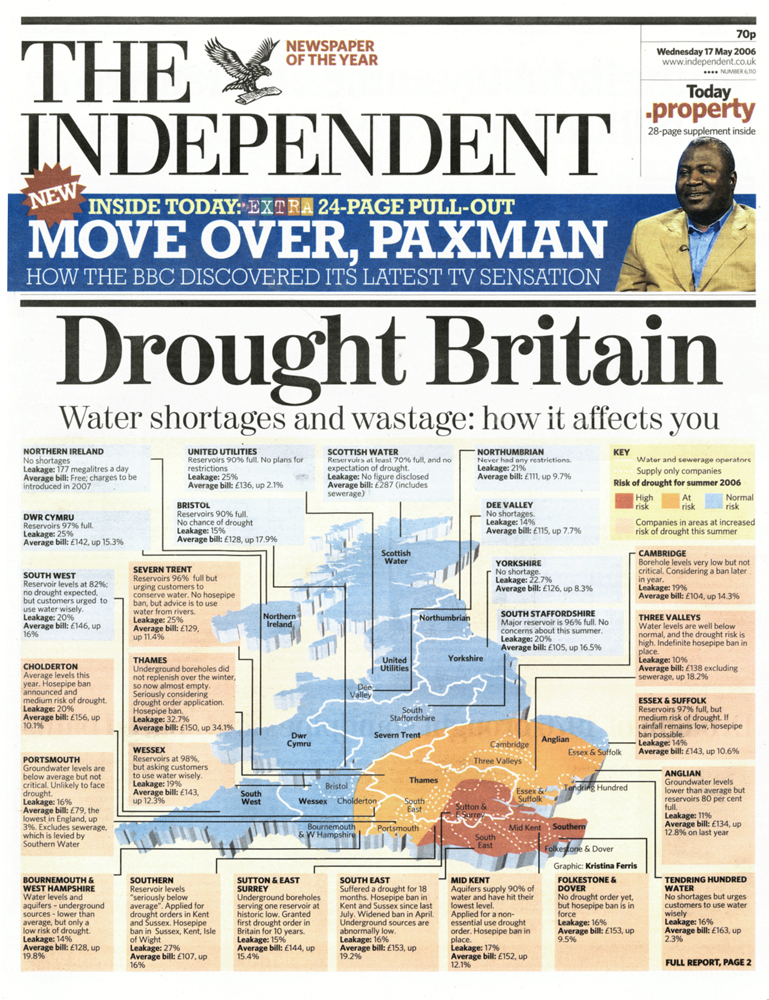 THE
INDEPENDENT
INDEPENDENT
NEWSPAPER
OF THE YEAR
70p
Wednesday 17 May 2006
www.independent.co.uk
•••• NUMBER 6,110
Today
.property
28-page supplement inside
NEW
INSIDE TODAY: EXTRA 24-PAGE PULL-OUT
MOVE OVER, PAXMAN
HOW THE BBC DISCOVERED ITS LATEST TV SENSATION
Drought Britain
Water shortages and wastage: how it affects you
NORTHERN IRELAND
No shortages
Leakage: 177 megalitres a day
Average bill: Free; charges to be
introduced in 2007
UNITED UTILITIES
Reservoirs 90% full. No plans for
restrictions
Leakage: 25%
Average bill: £136, up 2.1%
SCOTTISH WATER
Reservoirs at least 70% full, and no
expectation of drought.
Leakage: No figure disclosed
Average bill: £287 (includes
sewerage)
NORTHUMBRIAN
Never had any restrictions.
Leakage: 21%
Average bill: £111, up 9.7%
KEY
Water and sewerage operators
Supply only companies
Risk of drought for summer 2006
High
risk
At
risk
Normal
risk
Companies in areas at increased
risk of drought this summer
DWR CYMRU
Reservoirs 97% full.
Leakage: 25%
Average bill: £142, up 15.3%
BRISTOL
Reservoirs 90% full.
No chance of drought
Leakage: 15%
Average bill: £128, up 17.9%
DEE VALLEY
No shortages.
Leakage: 14%
Average bill: £115, up 7.7%
SOUTH WEST
Reservoir levels at 82%;
no drought expected,
but customers urged to
use water wisely.
Leakage: 20%
Average bill: £146, up
16%
SEVERN TRENT
Reservoirs 96% full but
urging customers to
conserve water. No hosepipe
ban, but advice is to use
water from rivers.
Leakage: 25%
Average bill: £129,
up 11.4%
YORKSHIRE
No shortage.
Leakage: 22.7%
Average bill: £126, up 8.3%
CAMBRIDGE
Borehole levels very low but not
critical. Considering a ban later
in year.
Leakage: 19%
Average bill: £104, up 14.3%
SOUTH STAFFORDSHIRE
Major reservoir is 96% full. No
concerns about this summer.
Leakage: 20%
Average bill: £105, up 16.5%
THREE VALLEYS
Water levels are well below
normal, and the drought risk is
high. Indefinite hosepipe ban in
place.
Leakage: 10%
Average bill: £138 excluding
sewerage, up 18.2%
CHOLDERTON
Average levels this
year. Hosepipe ban
announced and
medium risk of drought.
Leakage: 20%
Average bill: £156, up
10.1%
THAMES
Underground boreholes did
not replenish over the winter,
so now almost empty.
Seriously considering
drought order application.
Hosepipe ban.
Leakage: 32.7%
Average bill: £150, up 34.1%
ESSEX & SUFFOLK
Reservoirs 97% full, but
medium risk of drought. If
rainfall remains low, hosepipe
ban possible.
Leakage: 14%
Average bill: £143, up 10.6%
PORTSMOUTH
Groundwater levels are
below average but not
critical. Unlikely to face
drought.
Leakage: 16%
Average bill: £79, the
lowest in England, up
3%. Excludes sewerage,
which is levied by
Southern Water
WESSEX
Reservoirs at 98%,
but asking customers
to use water wisely.
Leakage: 19%
Average bill: £143,
up 12.3%
ANGLIAN
Groundwater levels
lower than average but
reservoirs 80 per cent
full.
Leakage: 11%
Average bill: £134, up
12.8% on last year
Scottish
Water
Northern
Ireland
Northumbrian
United
Utilities
Yorkshire
Dee
Valley
South
Staffordshire
Dwr
Cymru
Severn Trent
Cambridge
Anglian
Essex & Suffolk
Three Valleys
Thames
Tendring Hundred
Essex &
Suffolk
South
West
Bristol
Wessex
Cholderton
South
East
Sutton &
E Surrey
Bournemouth
& W Hampshire
Portsmouth
Mid Kent
Southern
South
East
Folkestone & Dover
Graphic: Kristina Ferris
BOURNEMOUTH &
WEST HAMPSHIRE
Water levels and
aquifers – underground
sources - lower than
average, but only a
low risk of drought.
Leakage: 14%
Average bill: £128, up
19.8%
SOUTHERN
Reservoir levels
“seriously below
average”. Applied for
drought orders in Kent
and Sussex. Hosepipe
ban in Sussex, Kent, Isle
of Wight
Leakage: 27%
Average bill: £107, up
16%
SUTTON & EAST
SURREY
Underground boreholes
serving one reservoir at
historic low. Granted
first drought order in
Britain for 10 years.
Leakage: 15%
Average bill: £144, up
15.4%
SOUTH EAST
Suffered a drought for 18
months. Hosepipe ban in
Kent and Sussex since last
July. Widened ban in April.
Underground sources are
abnormally low.
Leakage: 16%
Average bill: £153, up
19.2%
MID KENT
Aquifers supply 90% of
water and have hit their
lowest level.
Applied for a non-
essential use drought
order. Hosepipe ban in
place.
Leakage: 17%
Average bill: £152, up
12.1%
FOLKESTONE &
DOVER
No drought order yet,
but hosepipe ban is in
force
Leakage: 16%
Average bill: £153, up
9.5%
TENDRING HUNDRED
WATER
No shortages but urges
customers to use water
wisely
Leakage: 16%
Average bill: £163, up
2.3%
FULL REPORT, PAGE 2